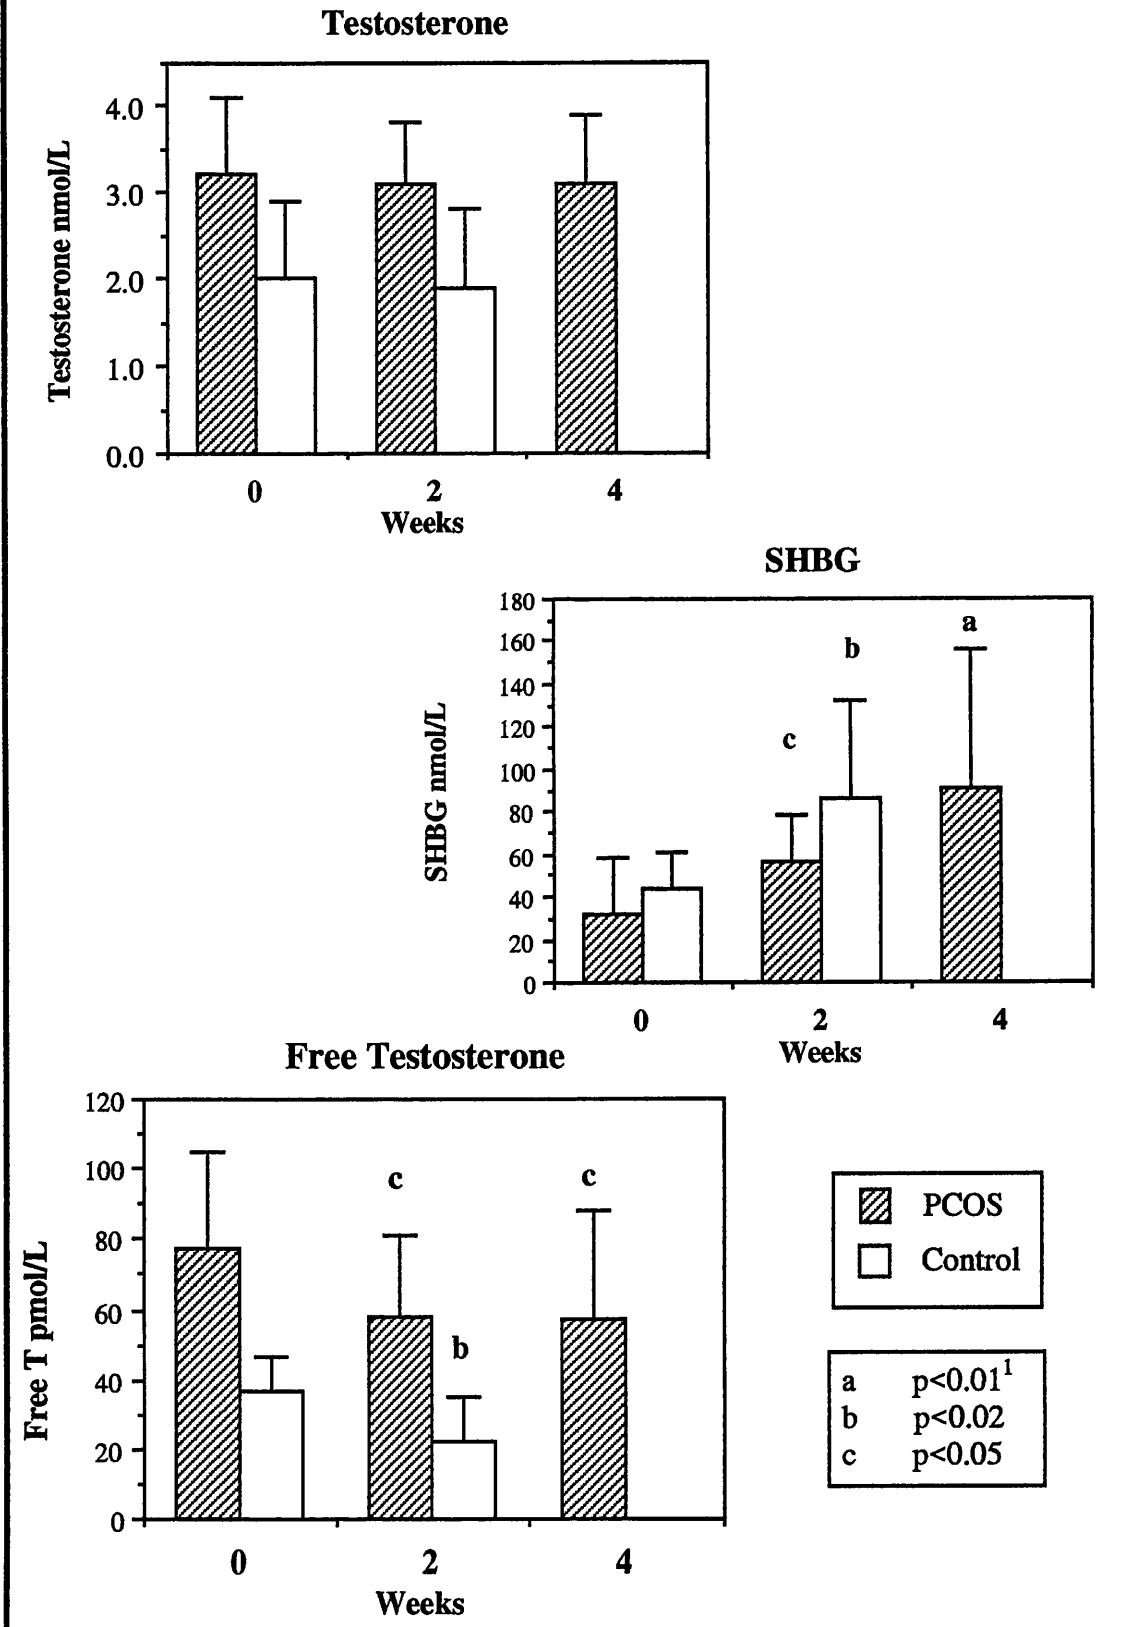 Testosterone
Testosterone nmol/L
4.0
3.0
2.0
1.0
0.0
0 2 4
Weeks
SHBG
SHBG nmol/L
180
160
140
120
100
80
60
40
20
0
a
b
c
0 2 4
Weeks
Free Testosterone
Free T pmol/L
120
100
80
60
40
20
0
c c
b
0 2 4
Weeks
PCOS
Control
a p<0.01¹
b p<0.02
c p<0.05